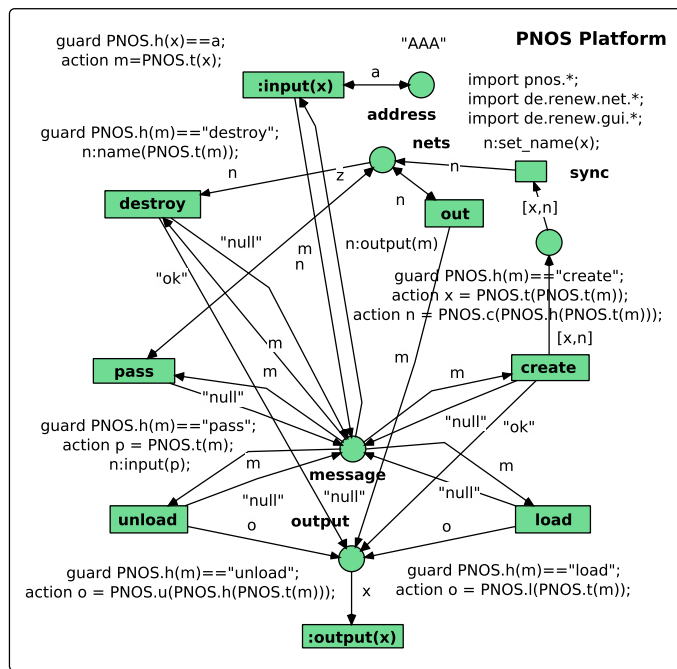 PNOS Platform
guard PNOS.h(x)==a;
action m=PNOS.t(x);
"AAA"
:input(x)
a
address
import pnos.*;
import de.renew.net.*;
import de.renew.gui.*;
n:set_name(x);
guard PNOS.h(m)=="destroy";
n:name(PNOS.t(m));
nets
n
sync
n
z
destroy
n
out
[x,n]
"null"
m
n
n:output(m)
"ok"
guard PNOS.h(m)=="create";
action x = PNOS.t(PNOS.t(m));
action n = PNOS.c(PNOS.h(PNOS.t(m)));
[x,n]
m
m
m
m
pass
create
"null"
guard PNOS.h(m)=="pass";
action p = PNOS.t(m);
n:input(p);
"null"
"ok"
m
message
m
"null"
"null"
"null"
unload
output
load
o
o
guard PNOS.h(m)=="unload";
action o = PNOS.u(PNOS.h(PNOS.t(m)));
guard PNOS.h(m)=="load";
action o = PNOS.l(PNOS.t(m));
x
:output(x)